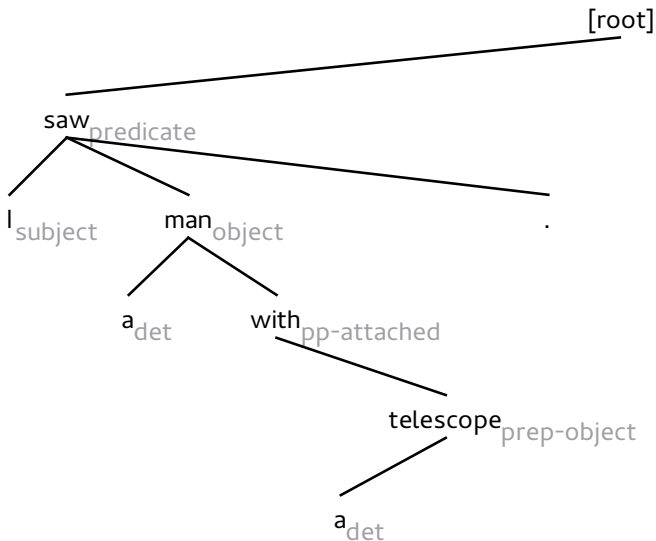 [root]
saw predicate
I subject man object .
a det with pp-attached
telescope prep-object
a det